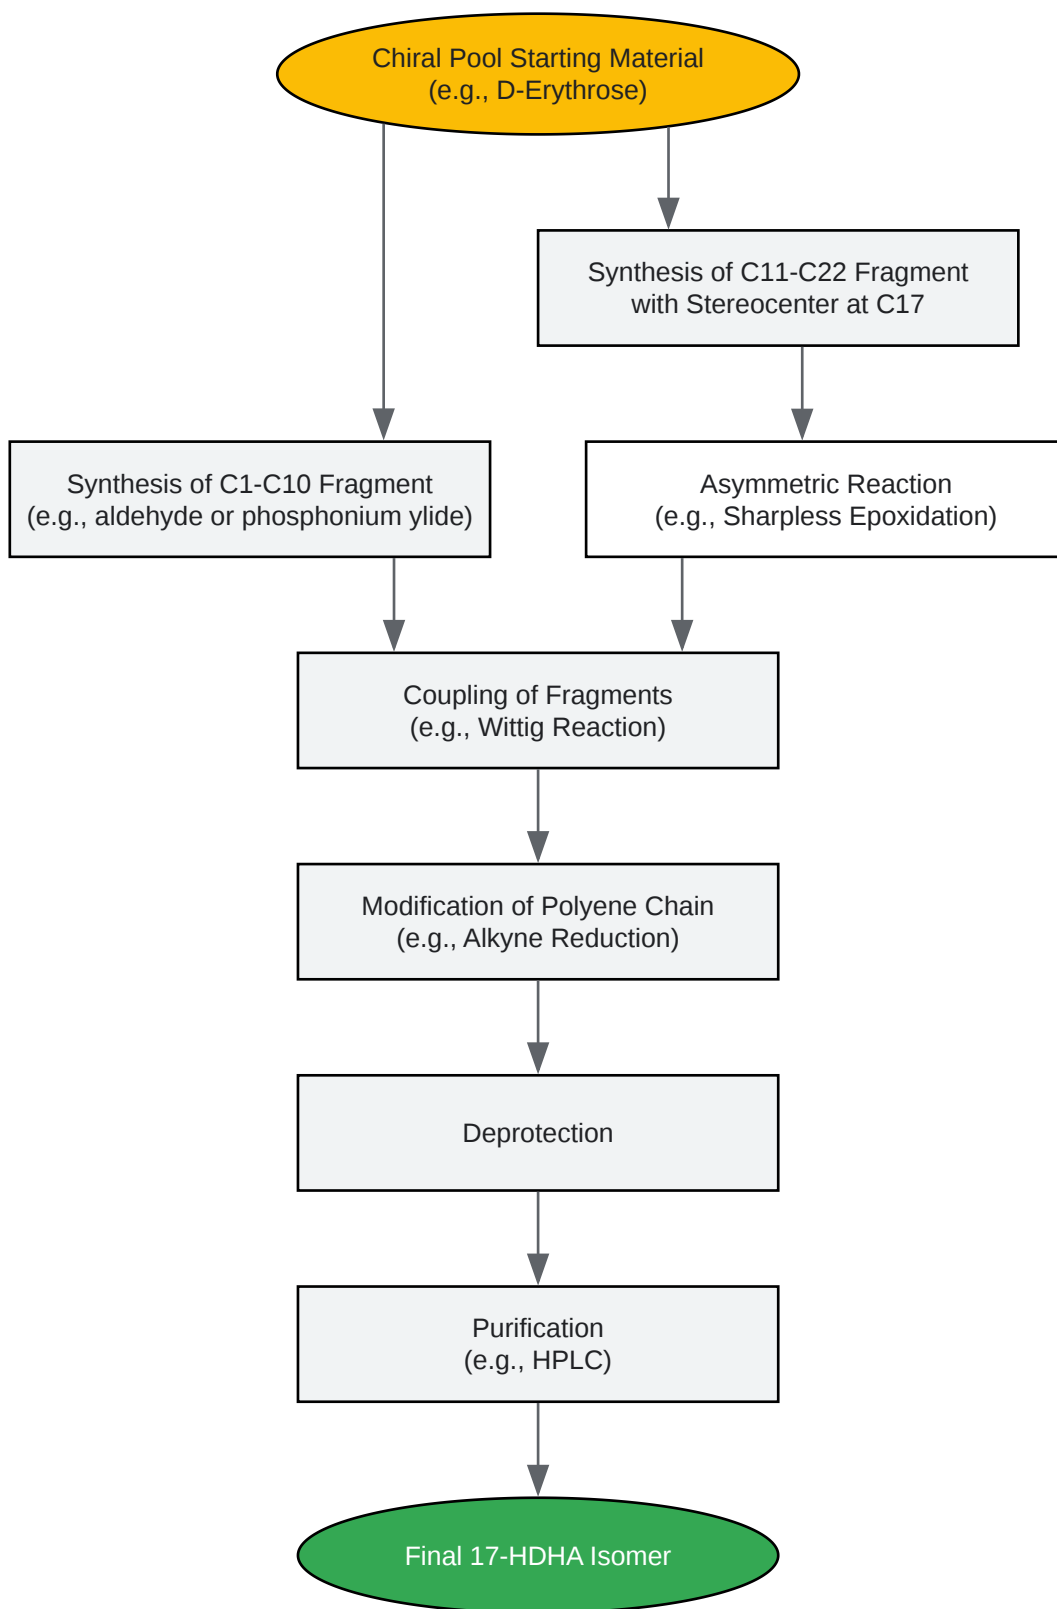 Chiral Pool Starting Material
(e.g., D-Erythrose)
Synthesis of C11-C22 Fragment
with Stereocenter at C17
Synthesis of C1-C10 Fragment
(e.g., aldehyde or phosphonium ylide)
Asymmetric Reaction
(e.g., Sharpless Epoxidation)
Coupling of Fragments
(e.g., Wittig Reaction)
Modification of Polyene Chain
(e.g., Alkyne Reduction)
Deprotection
Purification
(e.g., HPLC)
Final 17-HDHA Isomer